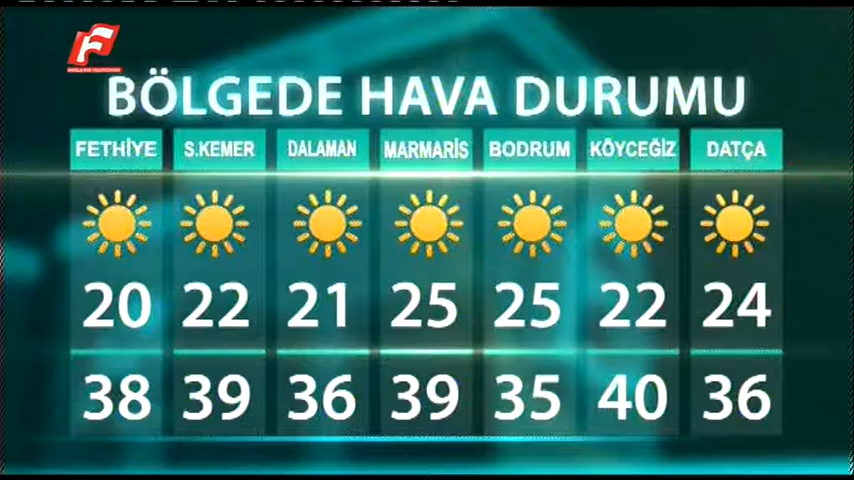 BÖLGEDE HAVA DURUMU
FETHİYE S.KEMER DALAMAN MARMARİS BODRUM KÖYCEĞİZ DATÇA
20 22 21 25 25 22 24
38 39 36 39 35 40 36